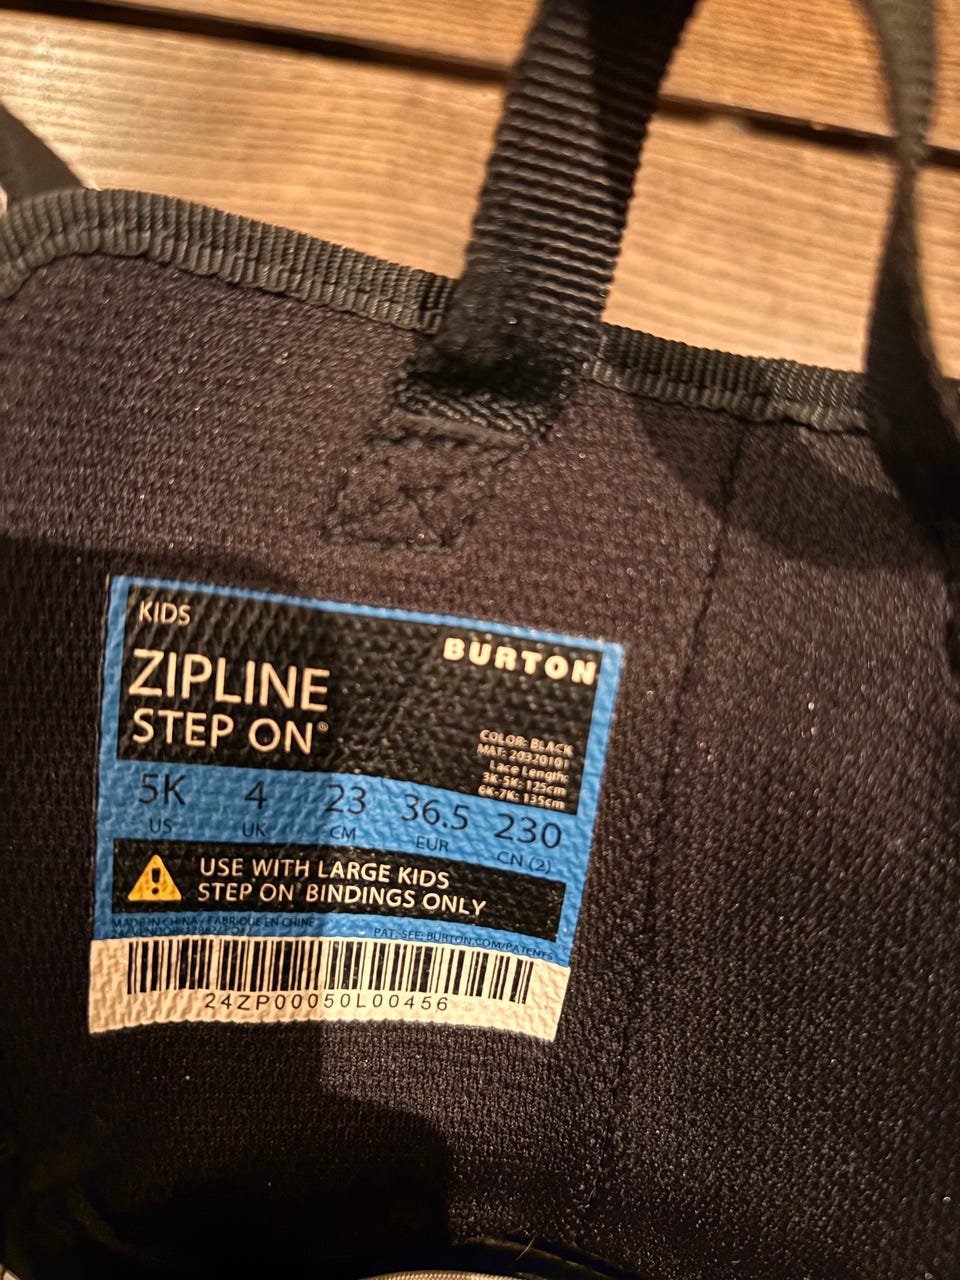 KIDS
BURTON
ZIPLINE
STEP ON®
COLOR: BLACK
MAT: 20320101
Lace Length:
3K-5K: 125cm
6K-7K: 135cm
5K 4 23 36.5 230
US UK CM EUR CN (2)
USE WITH LARGE KIDS
STEP ON® BINDINGS ONLY
MADE IN CHINA / FABRIQUÉ EN CHINE
PAT.-SEE: BURTON.COM/PATENTS
24ZP00050L00456